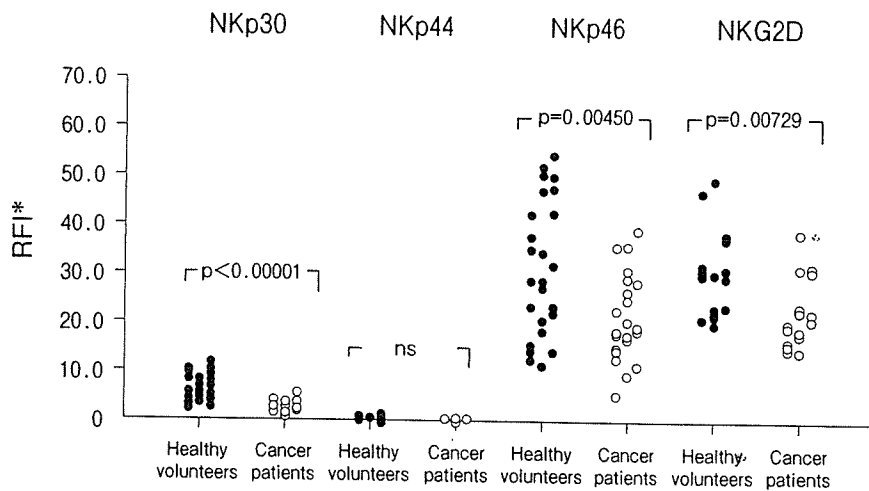 NKp30 NKp44 NKp46 NKG2D
70.0
60.0
50.0
40.0
30.0
20.0
10.0
0
RFI*
p<0.00001
ns
p=0.00450
p=0.00729
Healthy volunteers
Cancer patients
Healthy volunteers
Cancer patients
Healthy volunteers
Cancer patients
Healthy volunteers
Cancer patients